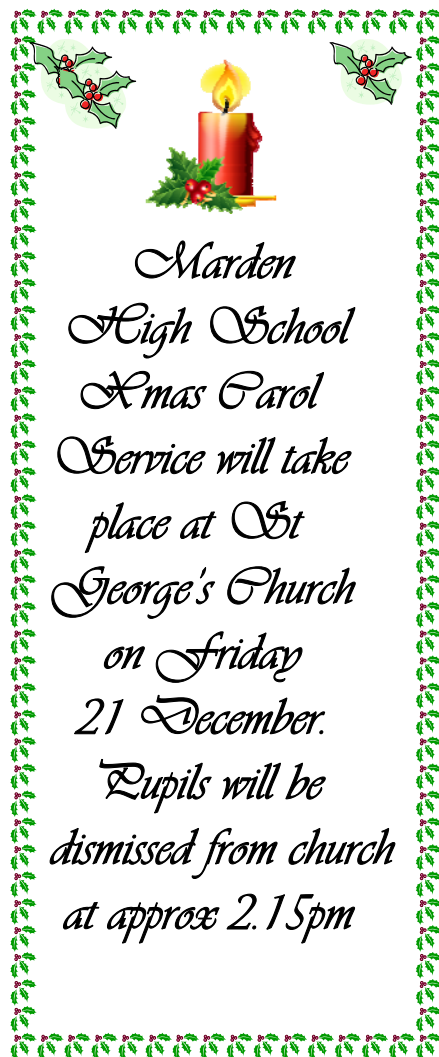 Marden
High School
Xmas Carol
Service will take
place at St
George's Church
on Friday
21 December.
Pupils will be
dismissed from church
at approx 2.15pm